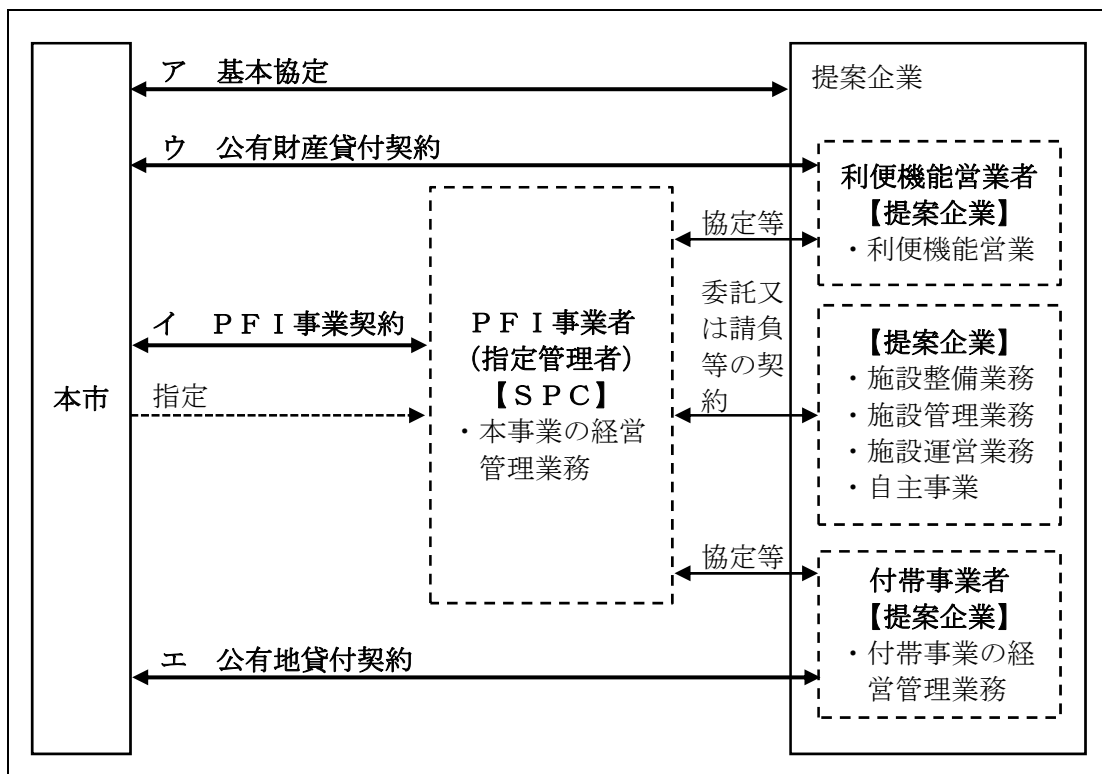 ア　基本協定
提案企業
ウ　公有財産貸付契約
利便機能営業者
【提案企業】
・利便機能営業
協定等
委託又
は請負
等の契
約
イ　ＰＦＩ事業契約
ＰＦＩ事業者
(指定管理者)
【ＳＰＣ】
・本事業の経営
管理業務
【提案企業】
・施設整備業務
・施設管理業務
・施設運営業務
・自主事業
本市
指定
協定等
付帯事業者
【提案企業】
・付帯事業の経
営管理業務
エ　公有地貸付契約